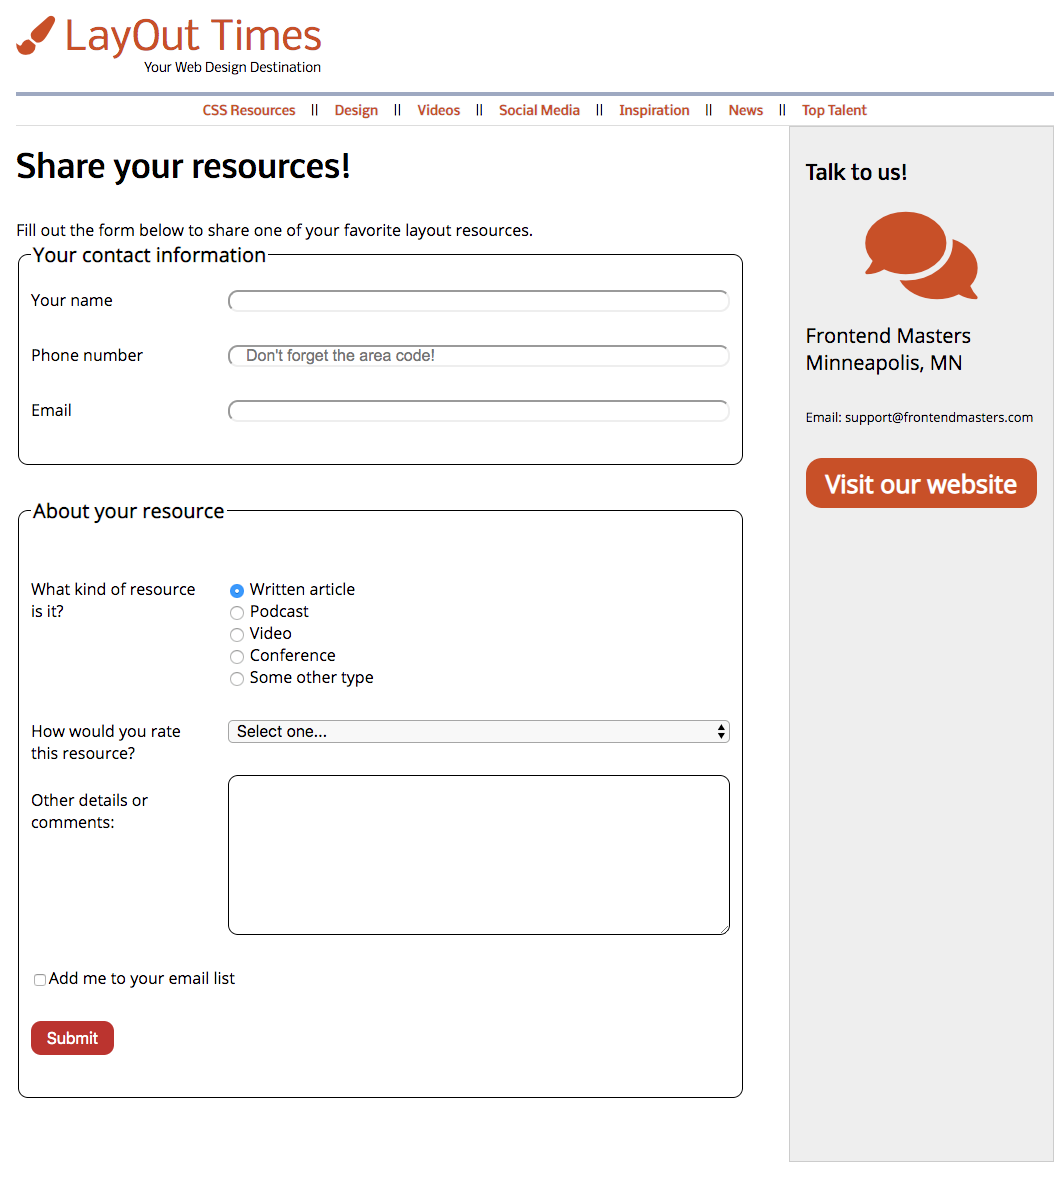 LayOut Times
Your Web Design Destination
CSS Resources || Design || Videos || Social Media || Inspiration || News || Top Talent
Share your resources!
Fill out the form below to share one of your favorite layout resources.
Your contact information
Your name
Phone number Don't forget the area code!
Email
About your resource
What kind of resource
is it?
Written article
Podcast
Video
Conference
Some other type
How would you rate
this resource?
Select one...
Other details or
comments:
Add me to your email list
Submit
Talk to us!
Frontend Masters
Minneapolis, MN
Email: support@frontendmasters.com
Visit our website